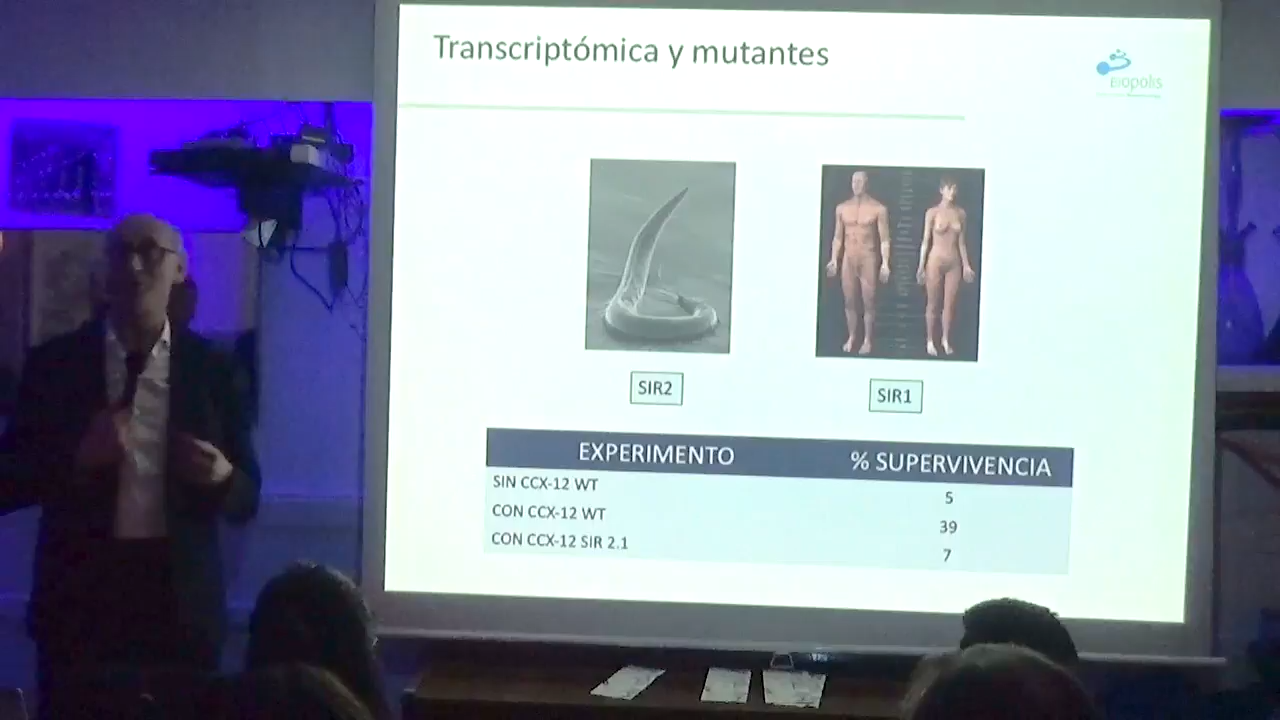 Transcriptómica y mutantes
Biopolis
SIR2
SIR1
EXPERIMENTO % SUPERVIVENCIA
SIN CCX-12 WT 5
CON CCX-12 WT 39
CON CCX-12 SIR 2.1 7